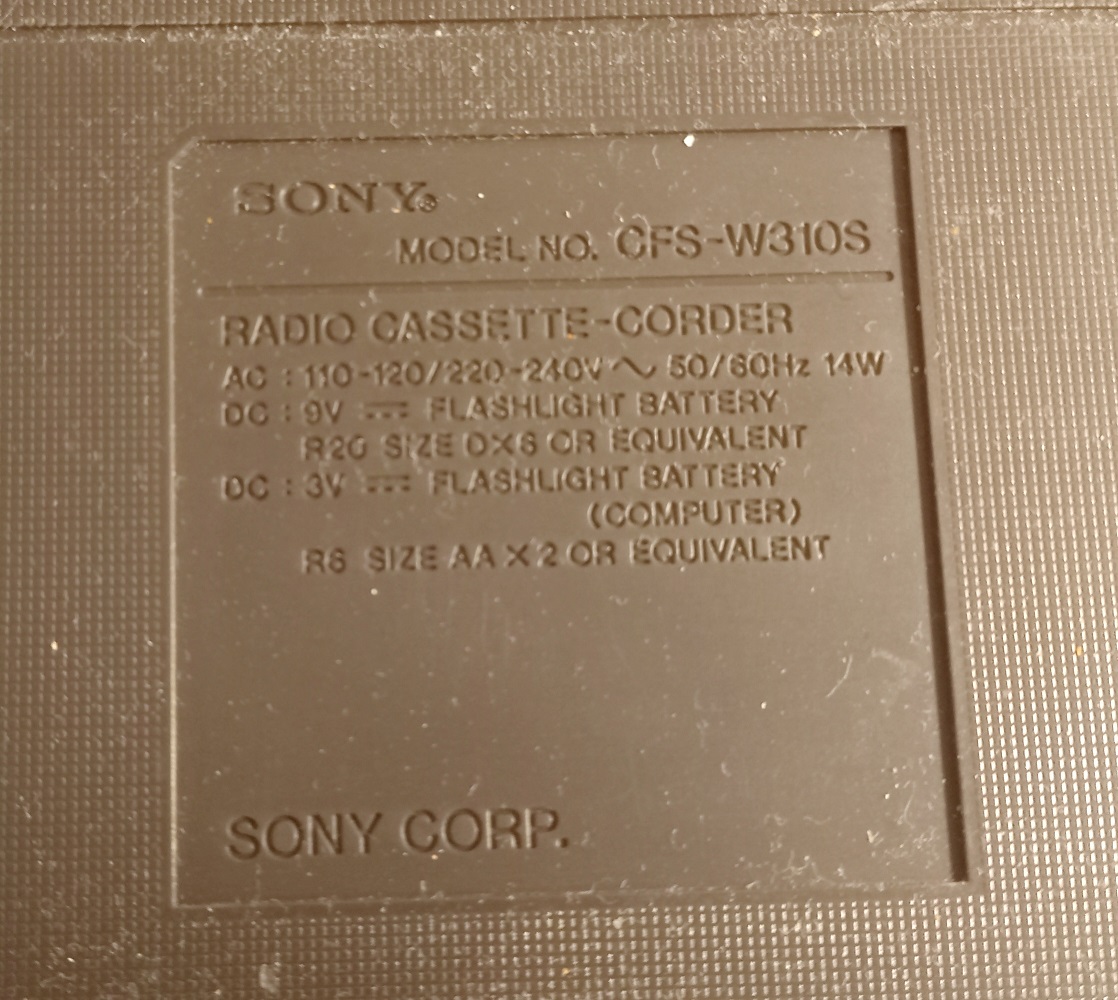 SONY®
MODEL NO. CFS-W310S
RADIO CASSETTE-CORDER
AC : 110-120/220-240V ∿ 50/60Hz 14W
DC : 9V ⎓ FLASHLIGHT BATTERY
R20 SIZE D×6 OR EQUIVALENT
DC : 3V ⎓ FLASHLIGHT BATTERY
(COMPUTER)
R6 SIZE AA × 2 OR EQUIVALENT
SONY CORP.